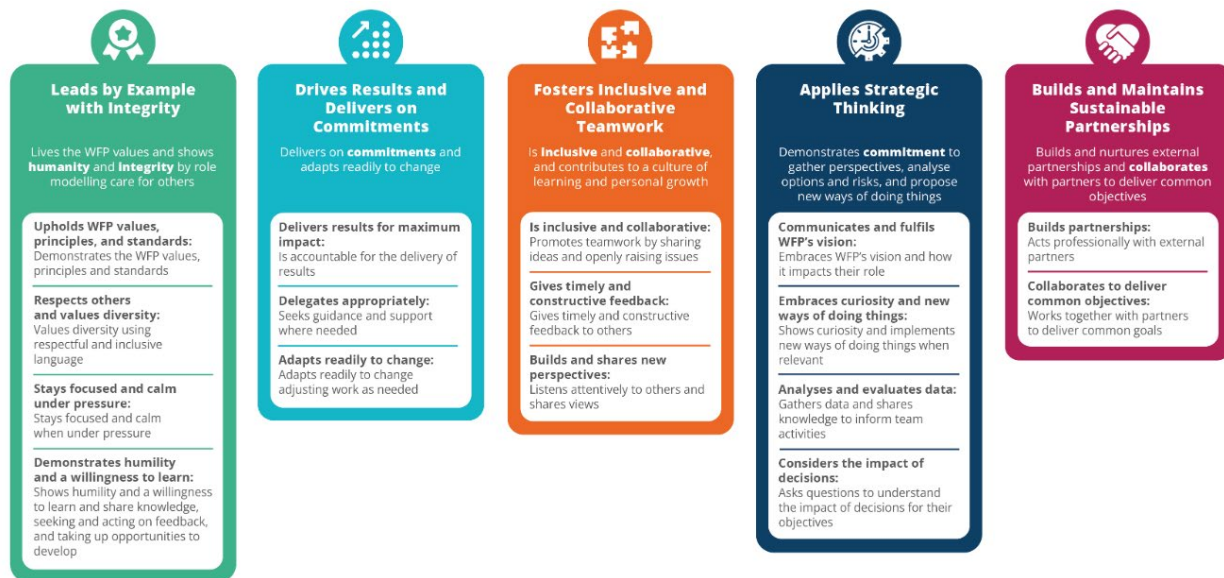 Leads by Example
with Integrity
Lives the WFP values and shows
humanity and integrity by role
modelling care for others
Upholds WFP values,
principles, and standards:
Demonstrates the WFP values,
principles and standards
Respects others
and values diversity:
Values diversity using
respectful and inclusive
language
Stays focused and calm
under pressure:
Stays focused and calm
when under pressure
Demonstrates humility
and a willingness to learn:
Shows humility and a willingness
to learn and share knowledge,
seeking and acting on feedback,
and taking up opportunities to
develop
Drives Results and
Delivers on
Commitments
Delivers on commitments and
adapts readily to change
Delivers results for maximum
impact:
Is accountable for the delivery of
results
Delegates appropriately:
Seeks guidance and support
where needed
Adapts readily to change:
Adapts readily to change
adjusting work as needed
Fosters Inclusive and
Collaborative
Teamwork
Is inclusive and collaborative,
and contributes to a culture of
learning and personal growth
Is inclusive and collaborative:
Promotes teamwork by sharing
ideas and openly raising issues
Gives timely and
constructive feedback:
Gives timely and constructive
feedback to others
Builds and shares new
perspectives:
Listens attentively to others and
shares views
Applies Strategic
Thinking
Demonstrates commitment to
gather perspectives, analyse
options and risks, and propose
new ways of doing things
Communicates and fulfils
WFP's vision:
Embraces WFP's vision and how
it impacts their role
Embraces curiosity and new
ways of doing things:
Shows curiosity and implements
new ways of doing things when
relevant
Analyses and evaluates data:
Gathers data and shares
knowledge to inform team
activities
Considers the impact of
decisions:
Asks questions to understand
the impact of decisions for their
objectives
Builds and Maintains
Sustainable
Partnerships
Builds and nurtures external
partnerships and collaborates
with partners to deliver common
objectives
Builds partnerships:
Acts professionally with external
partners
Collaborates to deliver
common objectives:
Works together with partners
to deliver common goals